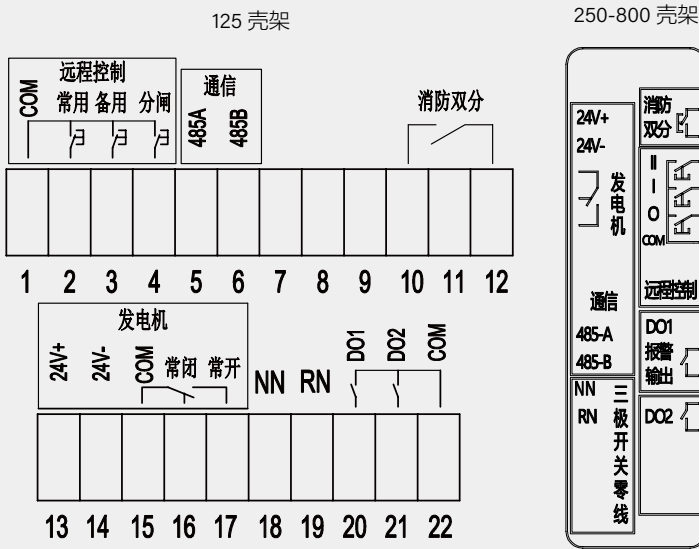 125 壳架
250-800 壳架
远程控制
COM
常用 备用 分闸
通信
485A
485B
消防双分
1 2 3 4 5 6 7 8 9 10 11 12
发电机
24V+
24V-
COM
常闭 常开
NN RN
DO1
DO2
COM
13 14 15 16 17 18 19 20 21 22
24V+
24V-
发电机
通信
485-A
485-B
NN
RN
三极开关零线
消防
双分
II
I
O
COM
远程控制
DO1
报警
输出
DO2